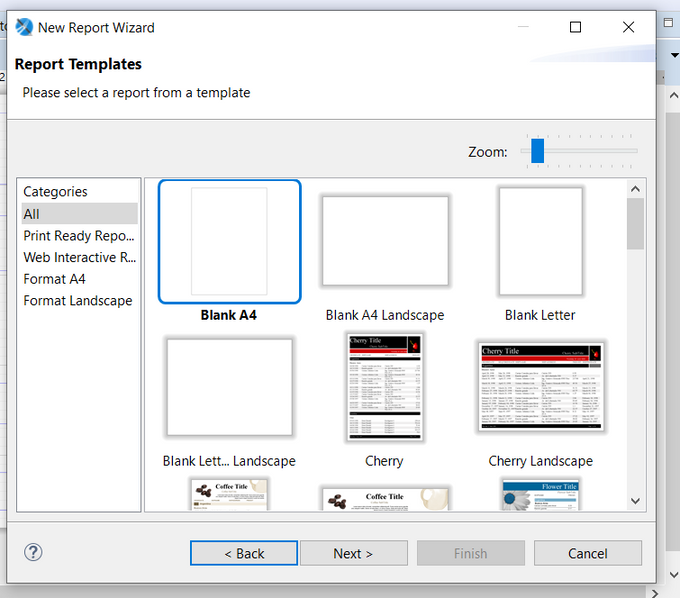 New Report Wizard
Report Templates
Please select a report from a template
Zoom:
Categories
All
Print Ready Repo...
Web Interactive R...
Format A4
Format Landscape
Blank A4
Blank A4 Landscape
Blank Letter
Blank Lett... Landscape
Cherry Title
Cherry
Cherry Title
Cherry Landscape
Coffee Title
Coffee Title
Flower Title
< Back
Next >
Finish
Cancel